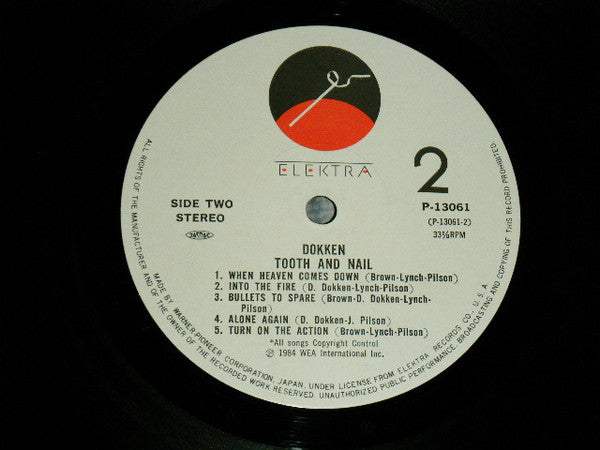 ELEKTRA
2
SIDE TWO
STEREO
P-13061
(P-13061-2)
33⅓RPM
DOKKEN
TOOTH AND NAIL
1. WHEN HEAVEN COMES DOWN (Brown-Lynch-Pilson)
2. INTO THE FIRE (D. Dokken-Lynch-Pilson)
3. BULLETS TO SPARE (Brown-D. Dokken-Lynch-
Pilson)
4. ALONE AGAIN (D. Dokken-J. Pilson)
5. TURN ON THE ACTION (Brown-Lynch-Pilson)
*All songs Copyright Control
Ⓟ 1984 WEA International Inc.
MADE BY WARNER-PIONEER CORPORATION, JAPAN, UNDER LICENSE FROM ELEKTRA RECORDS CO., U.S.A.
ALL RIGHTS OF THE MANUFACTURER AND OF THE OWNER OF THE RECORDED WORK RESERVED. UNAUTHORIZED PUBLIC PERFORMANCE, BROADCASTING AND COPYING OF THIS RECORD PROHIBITED.